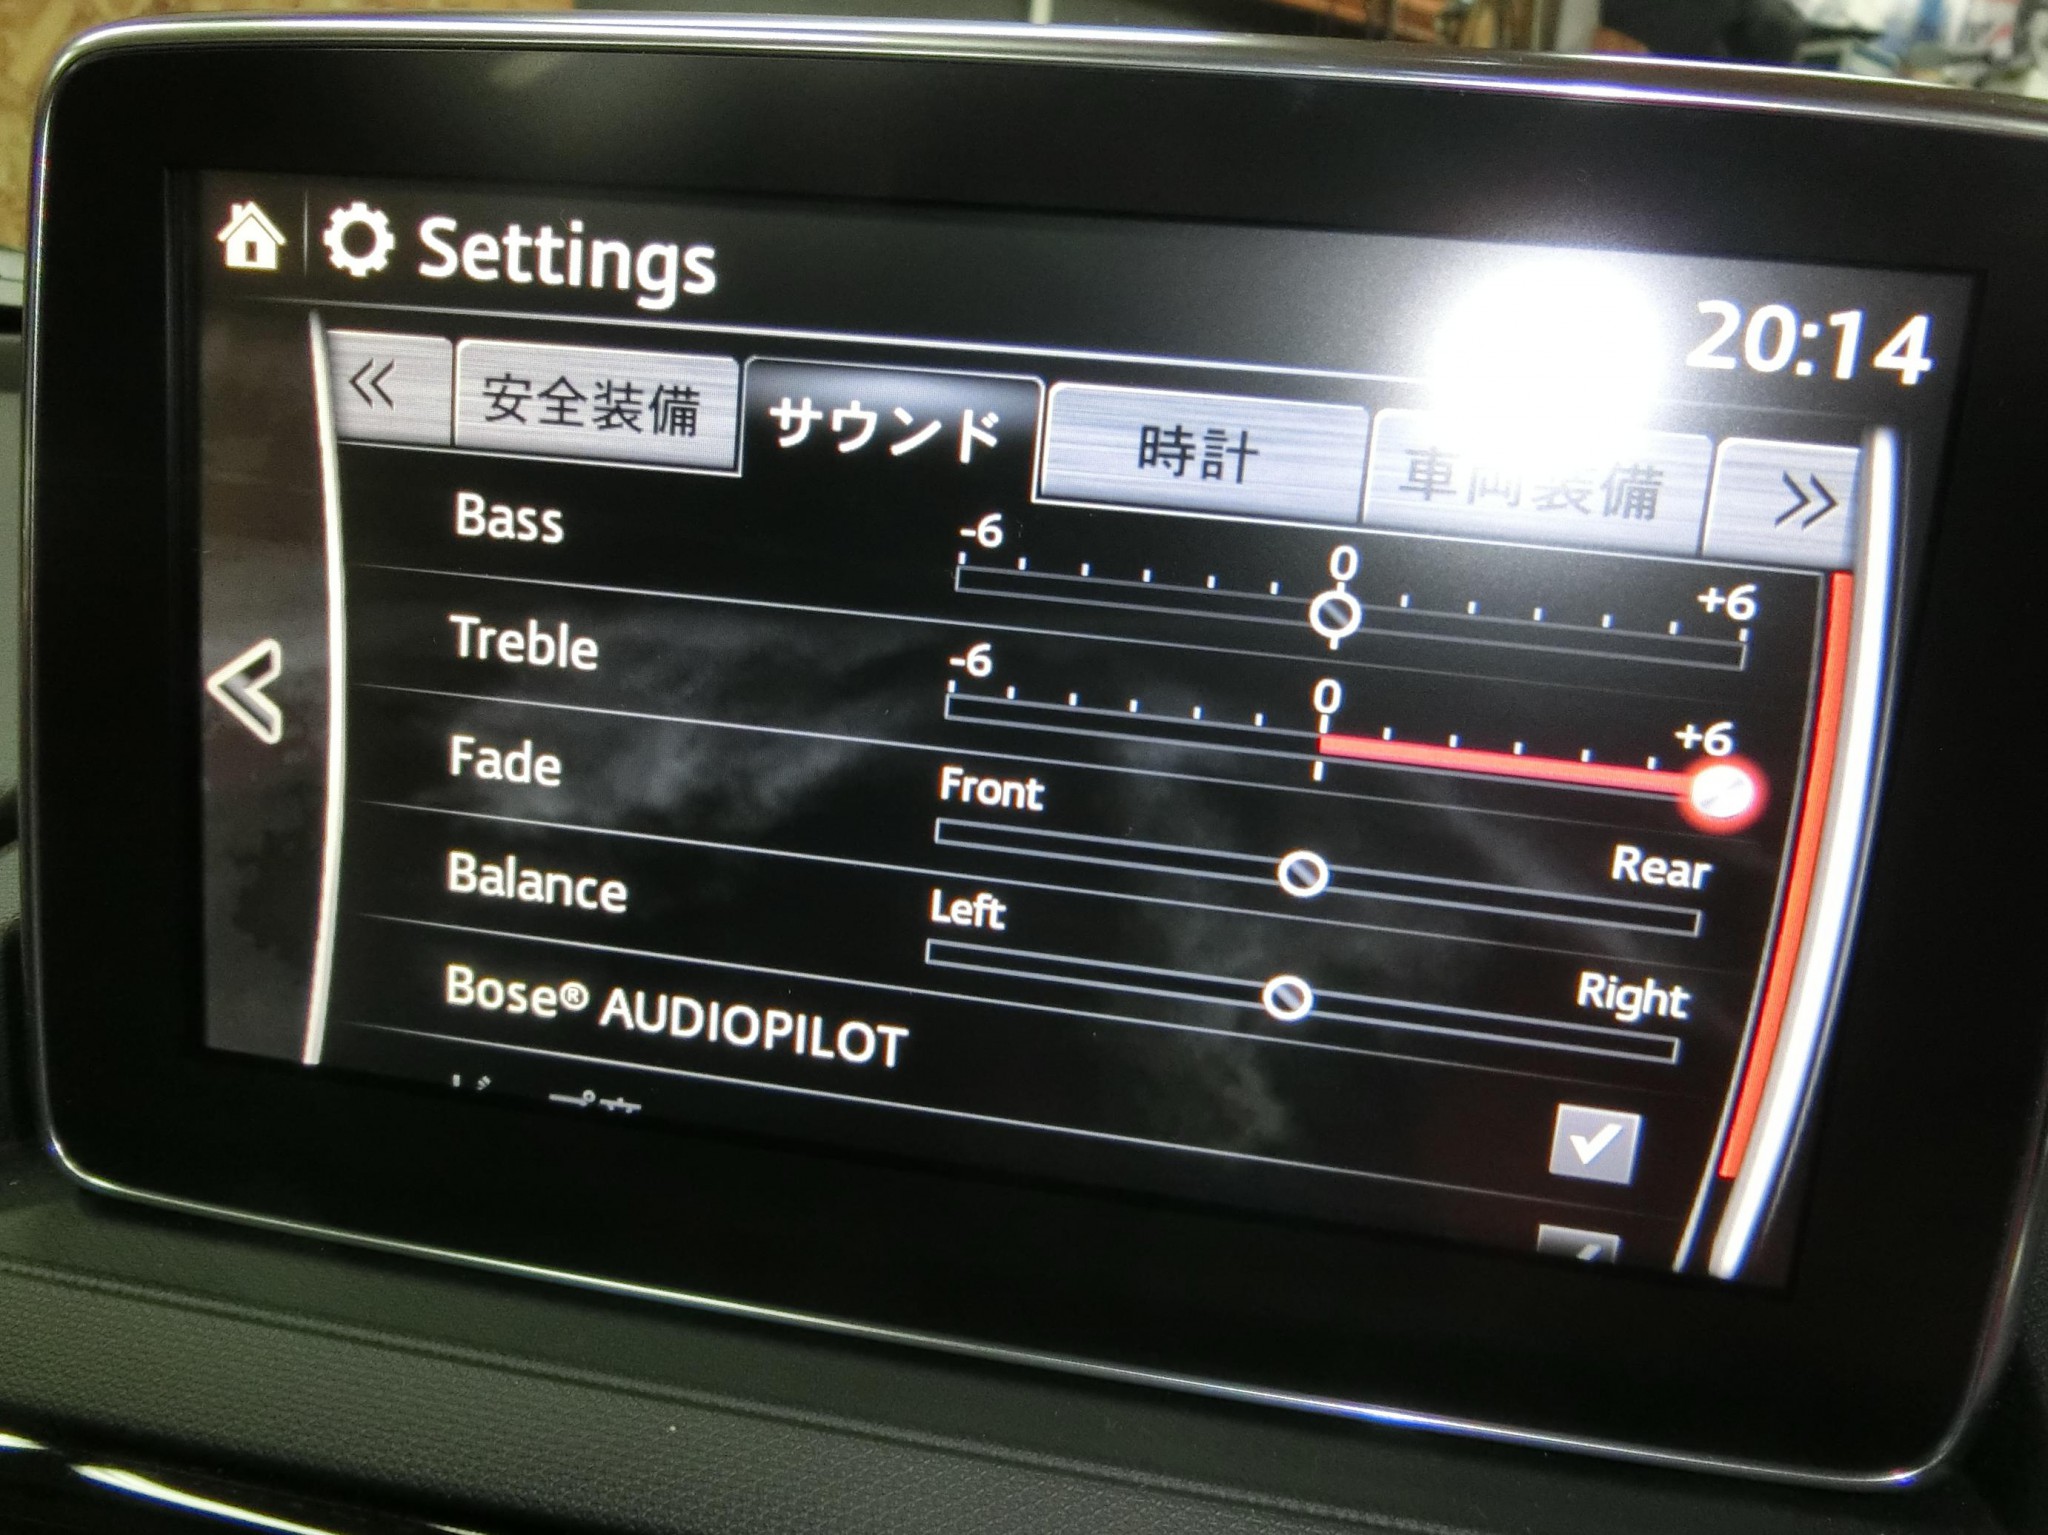 Settings
20:14
« 安全装備 サウンド 時計 車両装備 »
Bass
-6 0 +6
Treble
-6 0 +6
Fade
Front Rear
Balance
Left Right
Bose® AUDIOPILOT